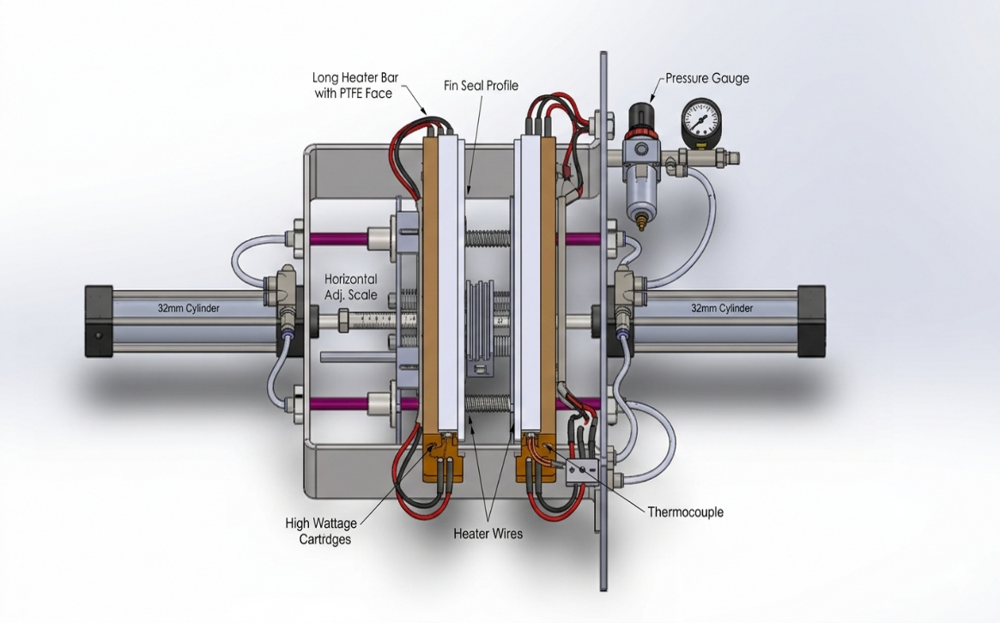 Long Heater Bar
with PTFE Face
Fin Seal Profile
Pressure Gauge
Horizontal
Adj. Scale
32mm Cylinder
32mm Cylinder
High Wattage
Cartrdges
Heater Wires
Thermocouple